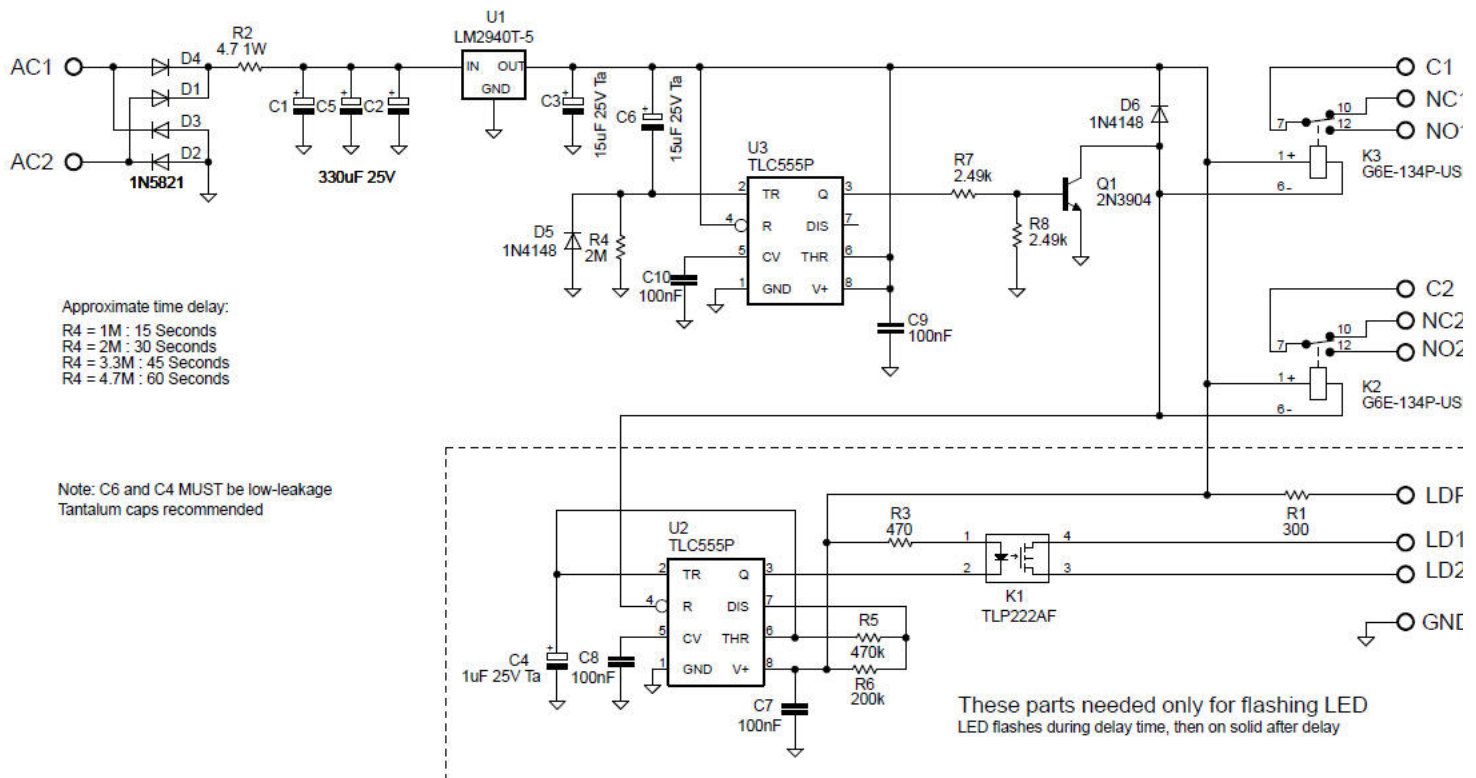 AC1
AC2
D4
D1
D3
D2
1N5821
R2
4.7 1W
C1
C5
C2
330uF 25V
U1
LM2940T-5
IN
OUT
GND
C3
15uF 25V Ta
C6
15uF 25V Ta
D5
1N4148
R4
2M
C10
100nF
U3
TLC555P
2
TR
Q
3
4
R
DIS
7
5
CV
THR
6
1
GND
V+
8
C9
100nF
R7
2.49k
R8
2.49k
Q1
2N3904
D6
1N4148
C1
NC1
NO1
10
7
12
1
+
6
-
K3
G6E-134P-US
C2
NC2
NO2
10
7
12
1
+
6
-
K2
G6E-134P-US
Approximate time delay:
R4 = 1M : 15 Seconds
R4 = 2M : 30 Seconds
R4 = 3.3M : 45 Seconds
R4 = 4.7M : 60 Seconds
Note: C6 and C4 MUST be low-leakage
Tantalum caps recommended
U2
TLC555P
2
TR
Q
3
4
R
DIS
7
5
CV
THR
6
1
GND
V+
8
C4
1uF 25V Ta
C8
100nF
C7
100nF
R5
470k
R6
200k
R3
470
1
2
4
3
K1
TLP222AF
R1
300
LDP
LD1
LD2
GND
These parts needed only for flashing LED
LED flashes during delay time, then on solid after delay